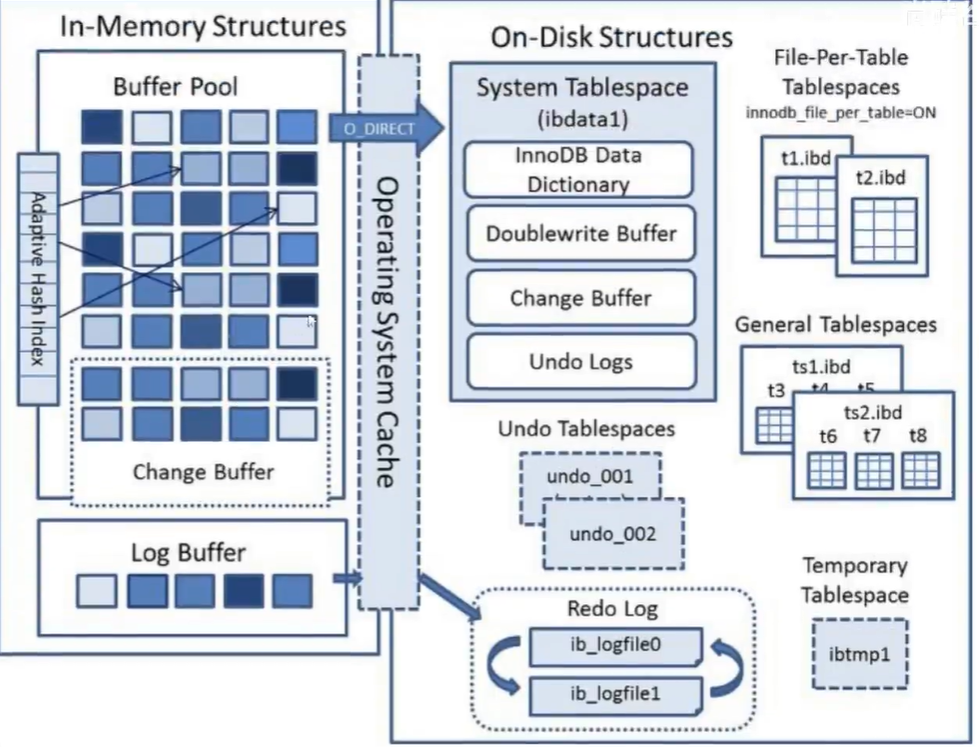 In-Memory Structures
Buffer Pool
Adaptive Hash Index
Change Buffer
Log Buffer
O_DIRECT
Operating System Cache
On-Disk Structures
System Tablespace
(ibdata1)
InnoDB Data
Dictionary
Doublewrite Buffer
Change Buffer
Undo Logs
Undo Tablespaces
undo_001
undo_002
Redo Log
ib_logfile0
ib_logfile1
File-Per-Table
Tablespaces
innodb_file_per_table=ON
t1.ibd
t2.ibd
General Tablespaces
ts1.ibd
t3 t4 t5
ts2.ibd
t6 t7 t8
Temporary
Tablespace
ibtmp1